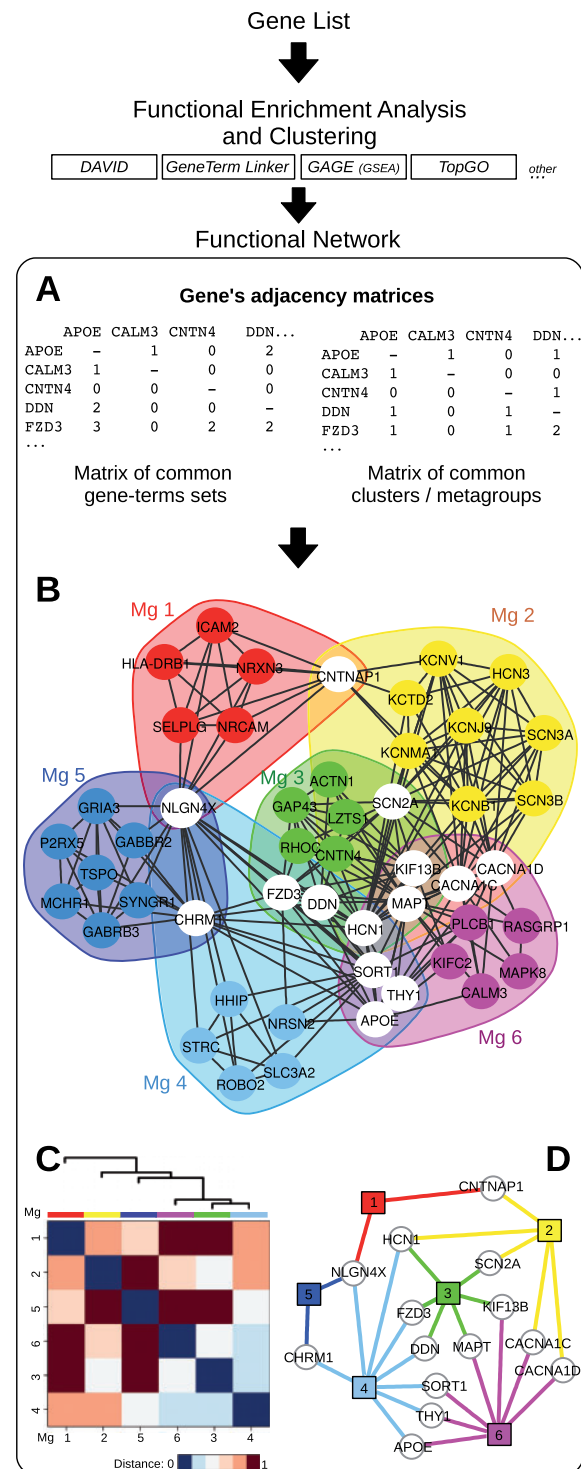 Gene List
Functional Enrichment Analysis
and Clustering
DAVID GeneTerm Linker GAGE (GSEA) TopGO other ...
Functional Network
A
Gene's adjacency matrices
APOE CALM3 CNTN4 DDN...
APOE – 1 0 2
CALM3 1 – 0 0
CNTN4 0 0 – 0
DDN 2 0 0 –
FZD3 3 0 2 2
...
Matrix of common
gene-terms sets
APOE CALM3 CNTN4 DDN...
APOE – 1 0 1
CALM3 1 – 0 0
CNTN4 0 0 – 1
DDN 1 0 1 –
FZD3 1 0 1 2
...
Matrix of common
clusters / metagroups
B
Mg 1
Mg 2
ICAM2
HLA-DRB1
NRXN3
CNTNAP1
SELPLG
NRCAM
KCNV1
HCN3
KCTD2
KCNJ9
SCN3A
KCNMA1
KCNB1
SCN3B
Mg 5
Mg 3
ACTN1
GAP43
SCN2A
LZTS1
RHOC
CNTN4
GRIA3
NLGN4X
P2RX5
GABBR2
TSPO
MCHR1
SYNGR1
GABRB3
CHRM1
FZD3
DDN
KIF13B
CACNA1D
CACNA1C
MAPT
HCN1
PLCB1
RASGRP1
SORT1
KIFC2
MAPK8
THY1
CALM3
APOE
HHIP
NRSN2
STRC
ROBO2
SLC3A2
Mg 4
Mg 6
C
Mg
1
2
5
6
3
4
Mg 1 2 5 6 3 4
Distance: 0 1
D
1
CNTNAP1
2
HCN1
SCN2A
NLGN4X
5
3
KIF13B
FZD3
CHRM1
DDN
MAPT
CACNA1C
CACNA1D
4
SORT1
THY1
6
APOE